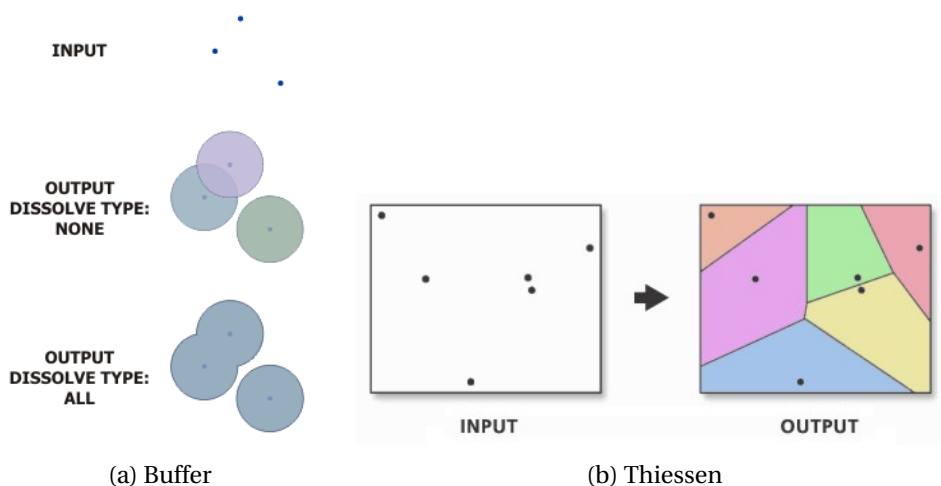 INPUT
OUTPUT
DISSOLVE TYPE:
NONE
OUTPUT
DISSOLVE TYPE:
ALL
(a) Buffer
INPUT
OUTPUT
(b) Thiessen